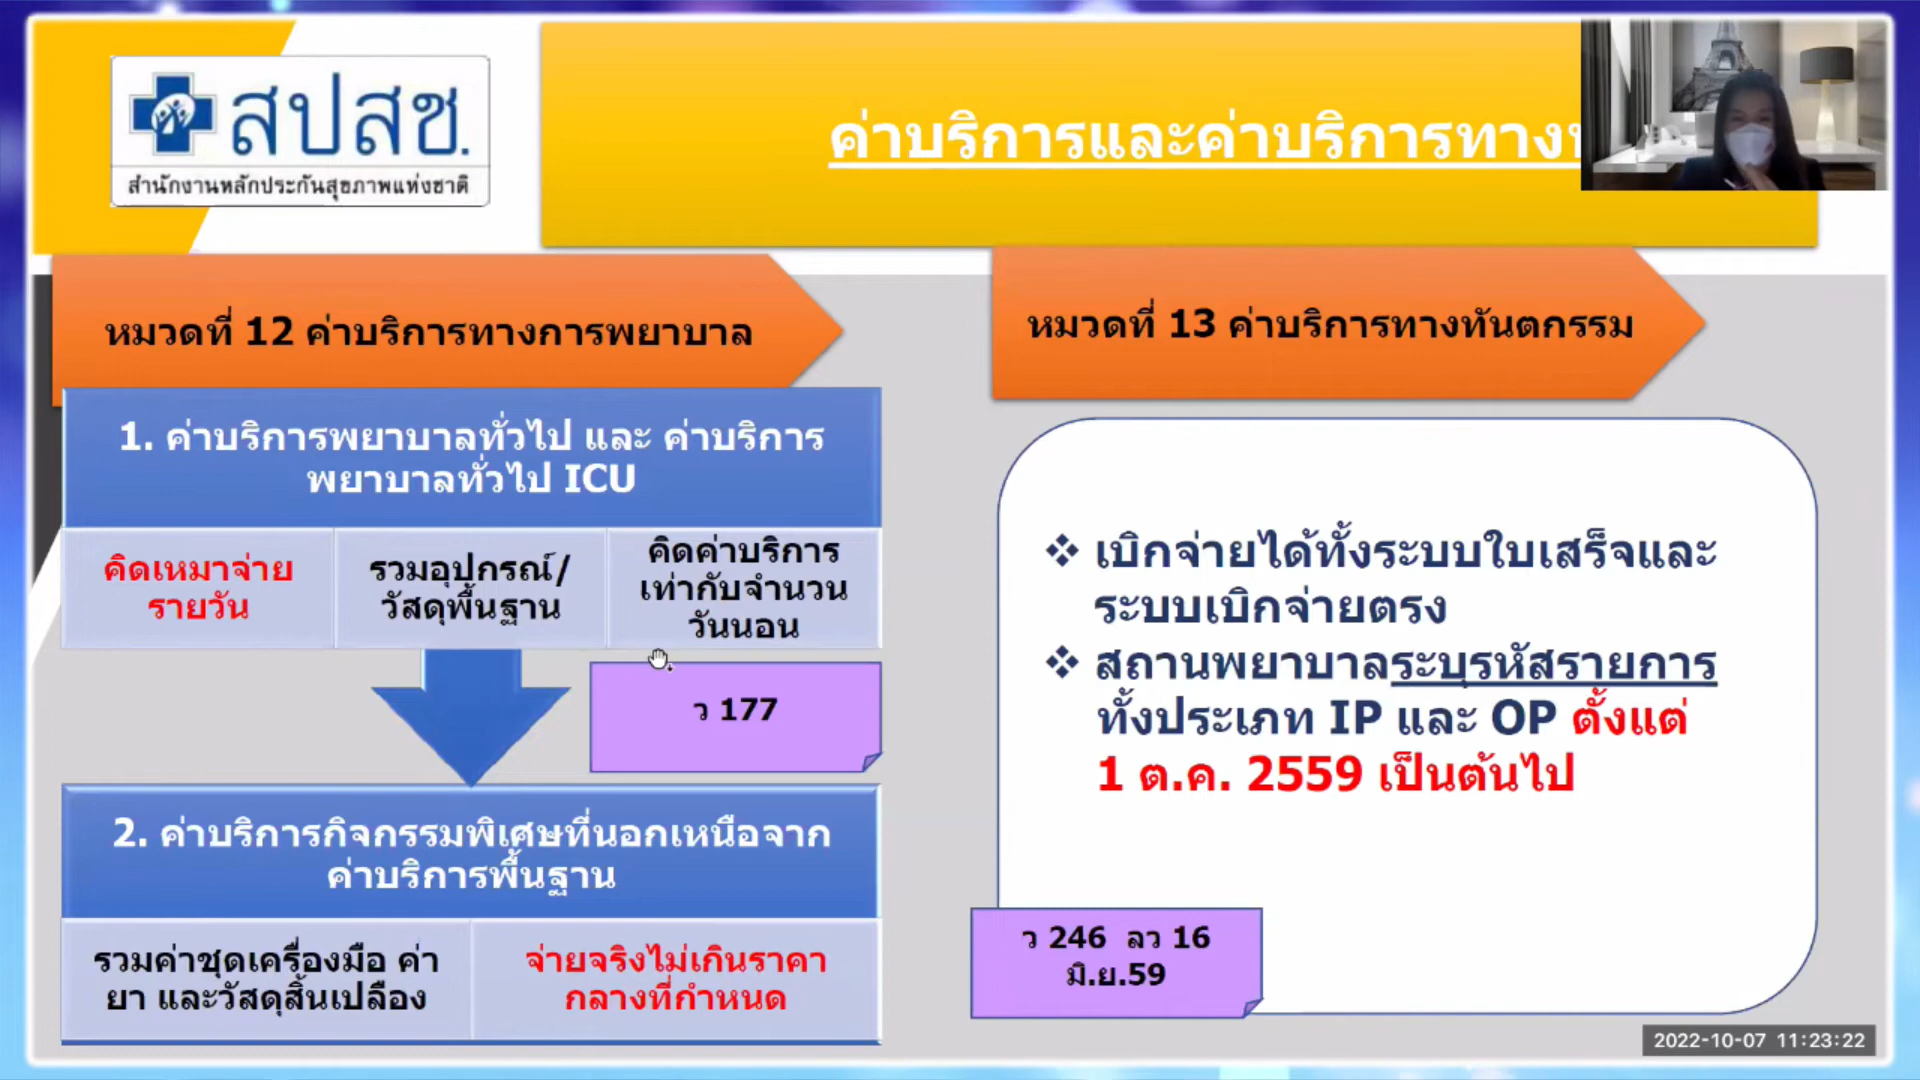 สปสช.
สำนักงานหลักประกันสุขภาพแห่งชาติ
ค่าบริการและค่าบริการทาง
หมวดที่ 12 ค่าบริการทางการพยาบาล
1. ค่าบริการพยาบาลทั่วไป และ ค่าบริการ
พยาบาลทั่วไป ICU
คิดเหมาจ่าย
รายวัน
รวมอุปกรณ์/
วัสดุพื้นฐาน
คิดค่าบริการ
เท่ากับจำนวน
วันนอน
ว 177
2. ค่าบริการกิจกรรมพิเศษที่นอกเหนือจาก
ค่าบริการพื้นฐาน
รวมค่าชุดเครื่องมือ ค่า
ยา และวัสดุสิ้นเปลือง
จ่ายจริงไม่เกินราคา
กลางที่กำหนด
หมวดที่ 13 ค่าบริการทางทันตกรรม
❖ เบิกจ่ายได้ทั้งระบบใบเสร็จและ
ระบบเบิกจ่ายตรง
❖ สถานพยาบาลระบุรหัสรายการ
ทั้งประเภท IP และ OP ตั้งแต่
1 ต.ค. 2559 เป็นต้นไป
ว 246 ลว 16
มิ.ย.59
2022-10-07 11:23:22